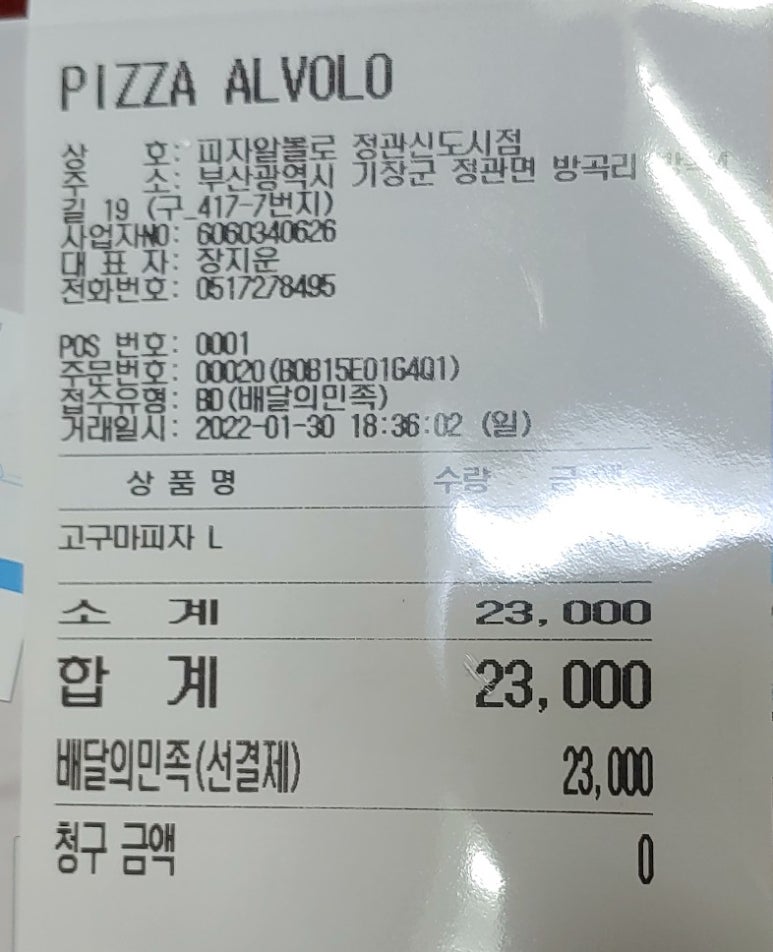 PIZZA ALVOLO
상 호: 피자알볼로 정관신도시점
주 소: 부산광역시 기장군 정관면 방곡리
길 19 (구_417-7번지)
사업자NO: 6060340626
대 표 자: 장지운
전화번호: 0517278495
POS 번호: 0001
주문번호: 00020(B0B15E01G4Q1)
접수유형: BD(배달의민족)
거래일시: 2022-01-30 18:36:02 (일)
상 품 명 수량
고구마피자 L
소 계 23,000
합 계 23,000
배달의민족(선결제) 23,000
청구 금액 0